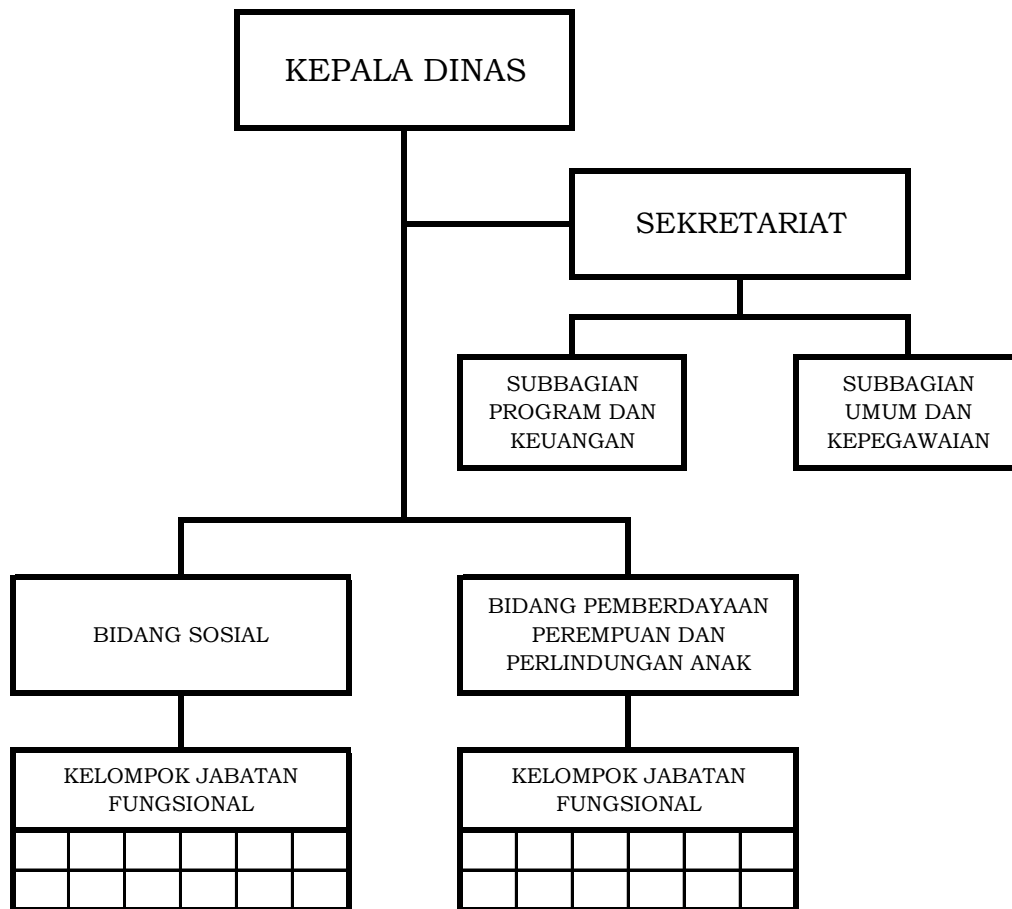 KEPALA DINAS
SEKRETARIAT
SUBBAGIAN
PROGRAM DAN
KEUANGAN
SUBBAGIAN
UMUM DAN
KEPEGAWAIAN
BIDANG SOSIAL
BIDANG PEMBERDAYAAN
PEREMPUAN DAN
PERLINDUNGAN ANAK
KELOMPOK JABATAN
FUNGSIONAL
KELOMPOK JABATAN
FUNGSIONAL